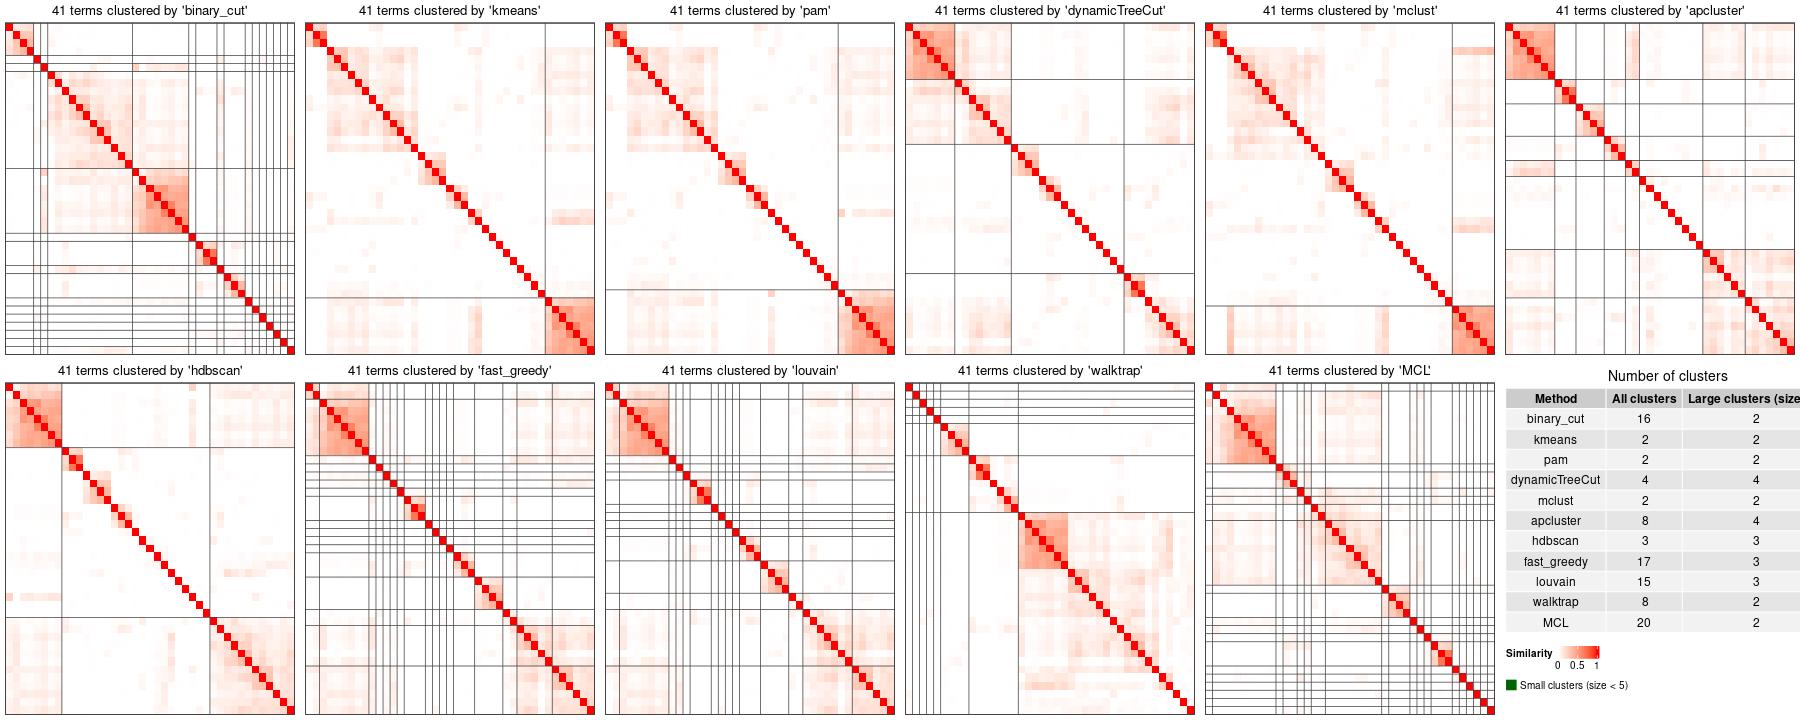 41 terms clustered by 'binary_cut'
41 terms clustered by 'kmeans'
41 terms clustered by 'pam'
41 terms clustered by 'dynamicTreeCut'
41 terms clustered by 'mclust'
41 terms clustered by 'apcluster'
41 terms clustered by 'hdbscan'
41 terms clustered by 'fast_greedy'
41 terms clustered by 'louvain'
41 terms clustered by 'walktrap'
41 terms clustered by 'MCL'
Number of clusters
Method All clusters Large clusters (size
binary_cut 16 2
kmeans 2 2
pam 2 2
dynamicTreeCut 4 4
mclust 2 2
apcluster 8 4
hdbscan 3 3
fast_greedy 17 3
louvain 15 3
walktrap 8 2
MCL 20 2
Similarity
0 0.5 1
Small clusters (size < 5)